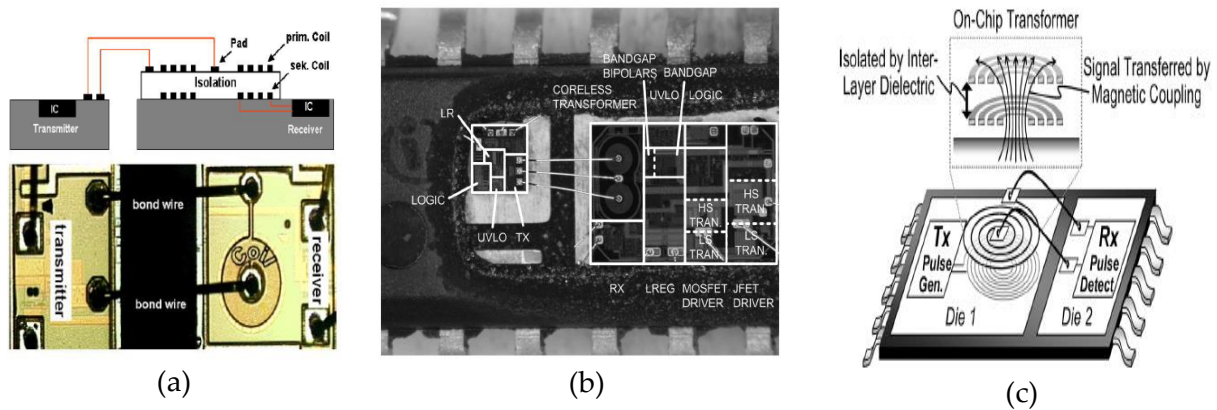 Pad
prim. Coil
sek. Coil
Isolation
IC
Transmitter
IC
Receiver
transmitter
bond wire
bond wire
Coil
receiver
(a)
BANDGAP
BIPOLARS
BANDGAP
UVLO
LOGIC
CORELESS
TRANSFORMER
LR
LOGIC
UVLO
TX
HS
TRAN.
LS
TRAN.
HS
TRAN.
LS
TRAN.
RX
LREG
MOSFET
DRIVER
JFET
DRIVER
(b)
On-Chip Transformer
Isolated by Inter-
Layer Dielectric
Signal Transferred by
Magnetic Coupling
Tx
Pulse
Gen.
Die 1
Rx
Pulse
Detect
Die 2
(c)